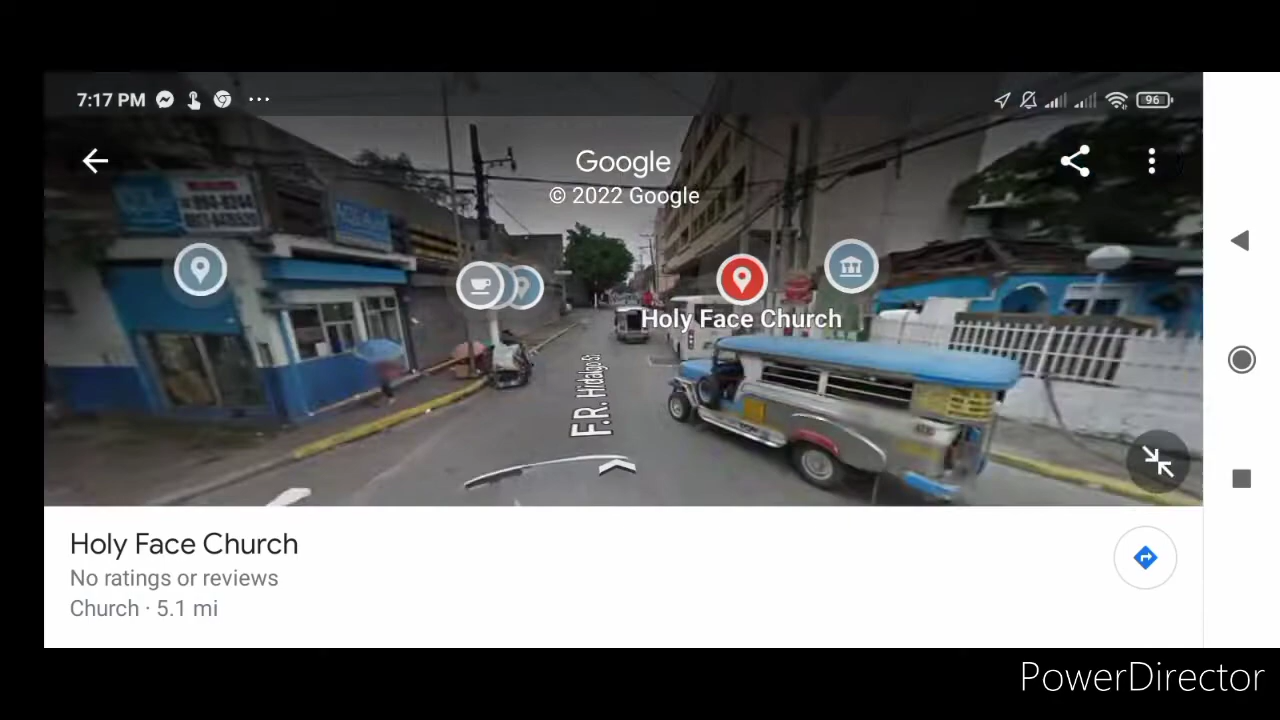 7:17 PM
96
Google
© 2022 Google
Holy Face Church
F.R. Hidalgo St
Holy Face Church
No ratings or reviews
Church · 5.1 mi
PowerDirector